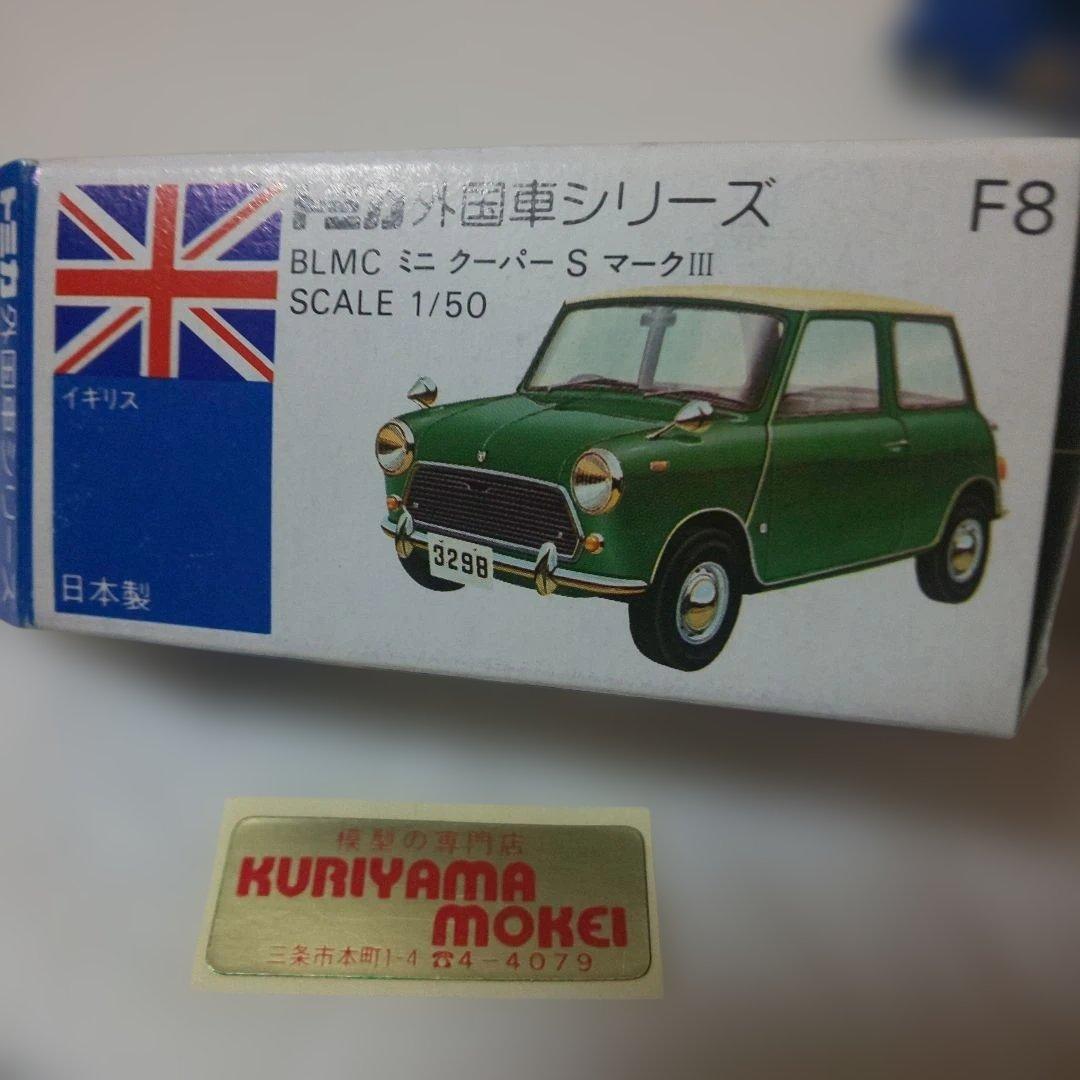 トミカ外国車シリーズ
トミカ外国車シリーズ F8
BLMC ミニ クーパー S マークIII
SCALE 1/50
イギリス
3298
日本製
模型の専門店
KURIYAMA
MOKEI
三条市本町1-4 ☎4-4079